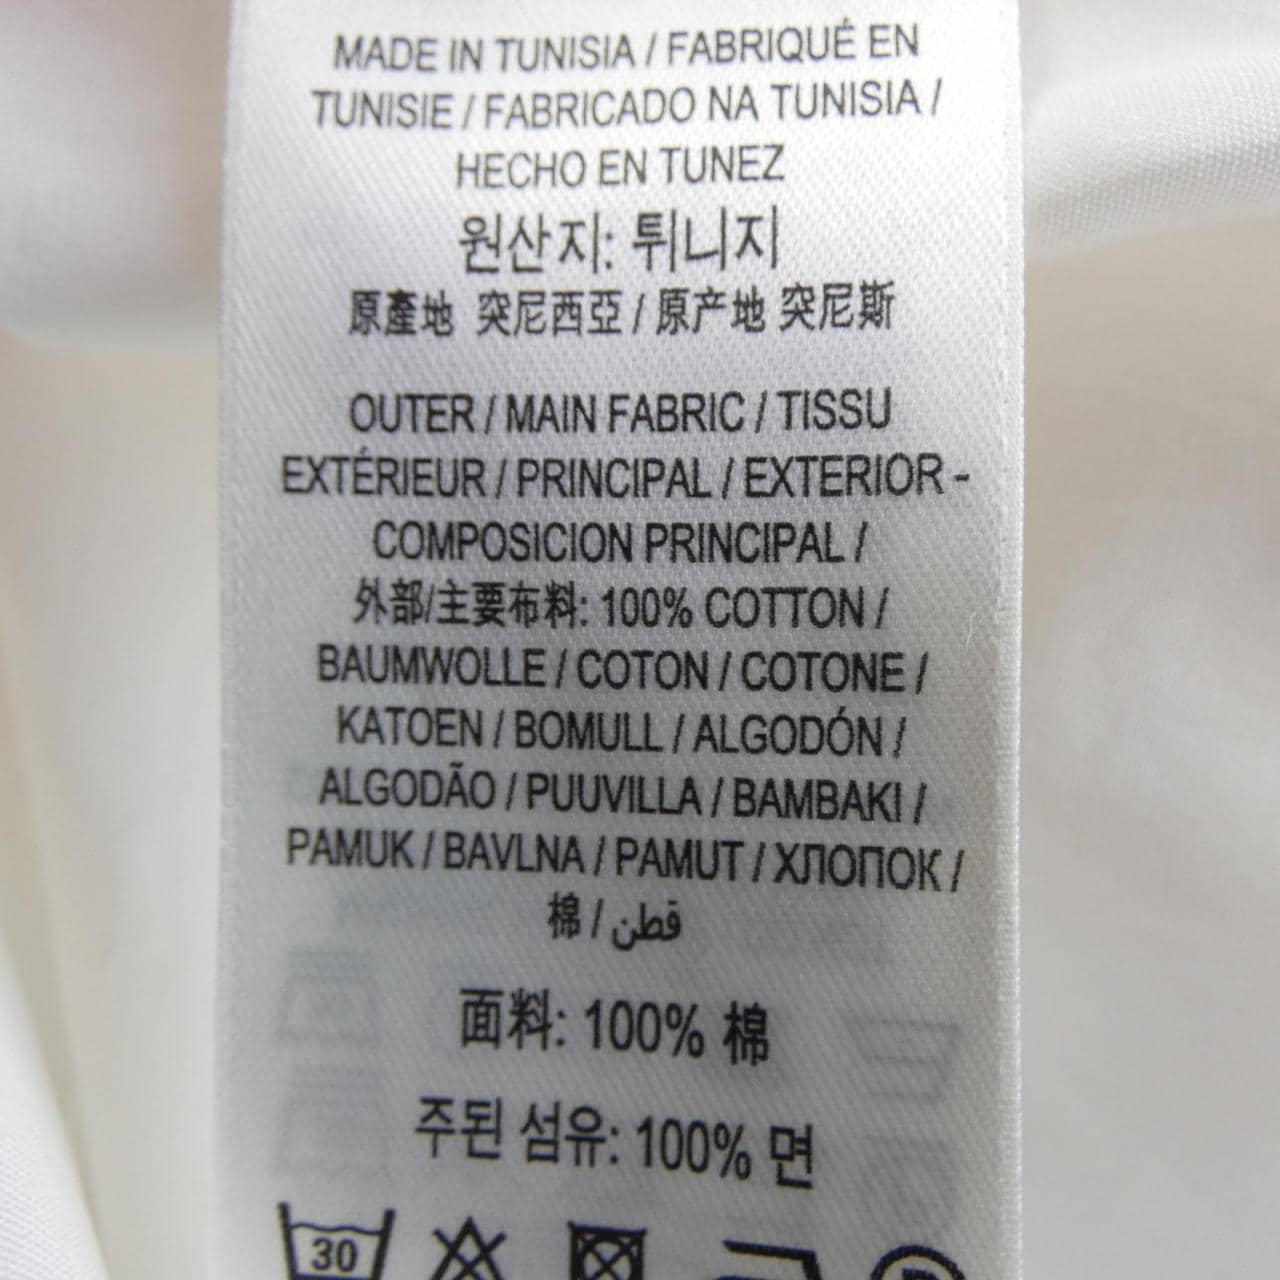 MADE IN TUNISIA / FABRIQUÉ EN
TUNISIE / FABRICADO NA TUNISIA /
HECHO EN TUNEZ
원산지: 튀니지
原產地 突尼西亞 / 原产地 突尼斯
OUTER / MAIN FABRIC / TISSU
EXTÉRIEUR / PRINCIPAL / EXTERIOR -
COMPOSICION PRINCIPAL /
外部/主要布料: 100% COTTON /
BAUMWOLLE / COTON / COTONE /
KATOEN / BOMULL / ALGODÓN /
ALGODÃO / PUUVILLA / BAMBAKI /
PAMUK / BAVLNA / PAMUT / ХЛОПОК /
棉 / قطن
面料: 100% 棉
주된 섬유: 100% 면
30